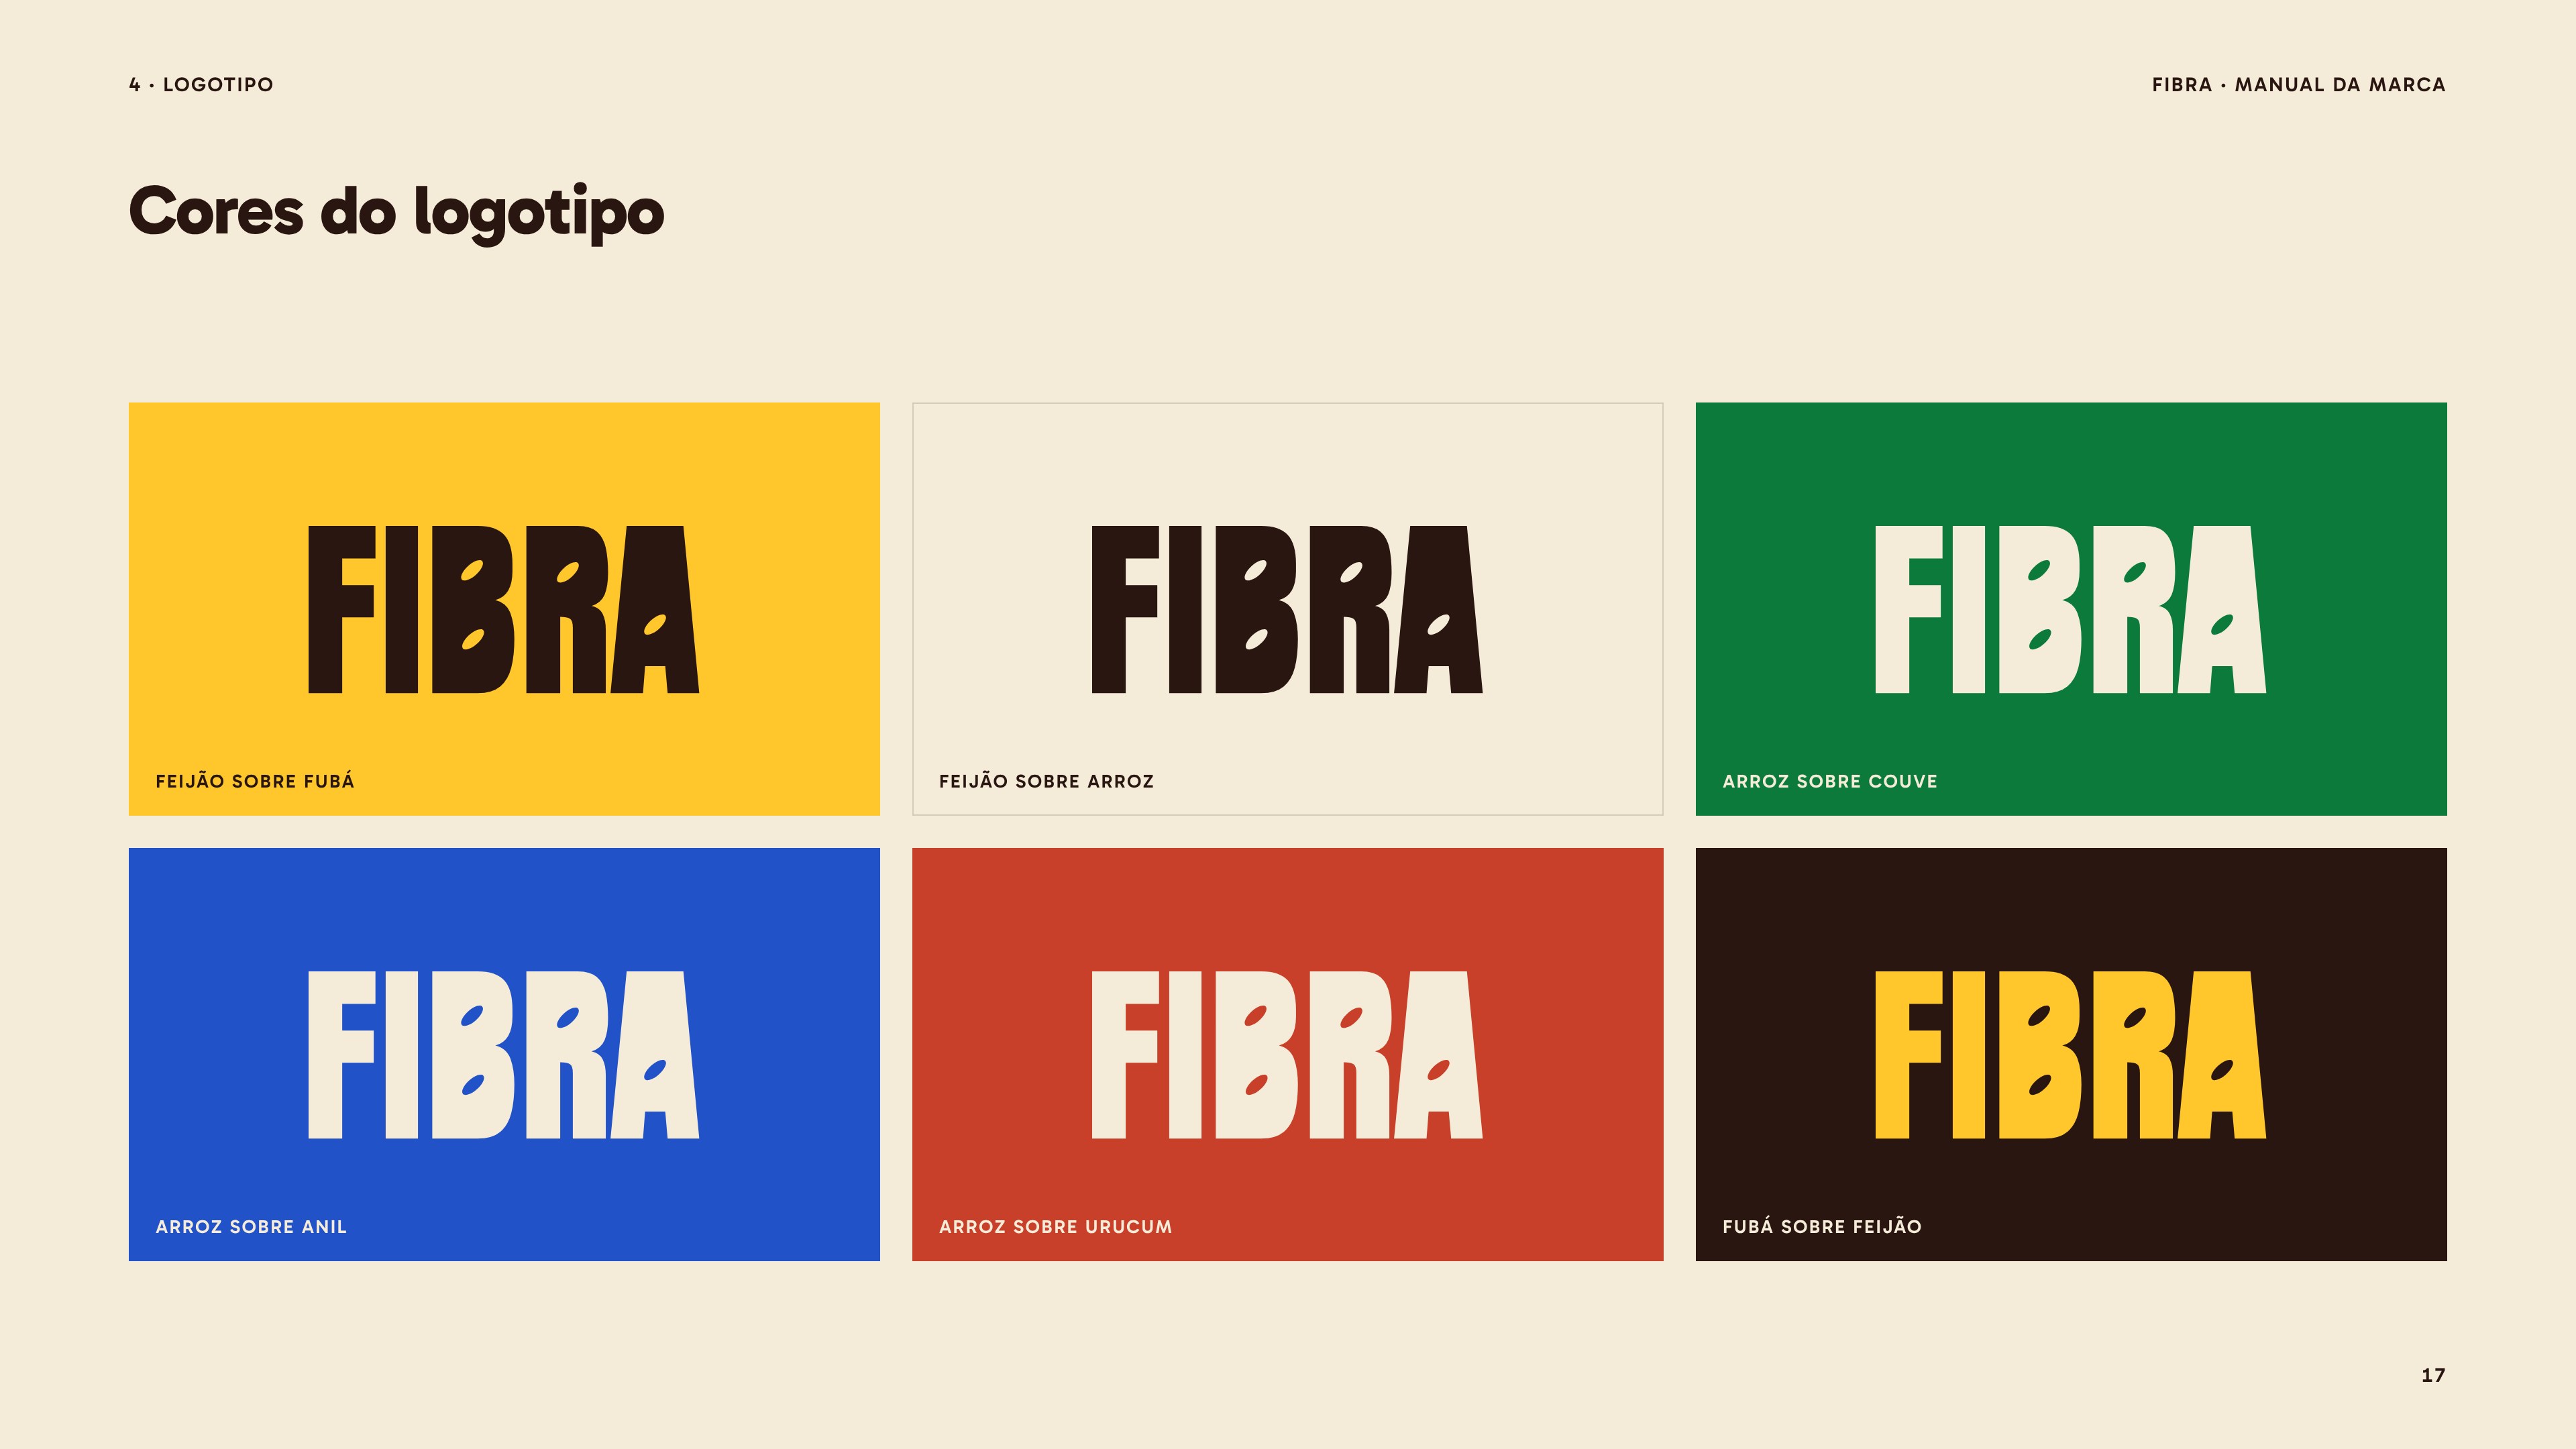 4 · LOGOTIPO
FIBRA · MANUAL DA MARCA
Cores do logotipo
FIBRA
FEIJÃO SOBRE FUBÁ
FIBRA
FEIJÃO SOBRE ARROZ
FIBRA
ARROZ SOBRE COUVE
FIBRA
ARROZ SOBRE ANIL
FIBRA
ARROZ SOBRE URUCUM
FIBRA
FUBÁ SOBRE FEIJÃO
17